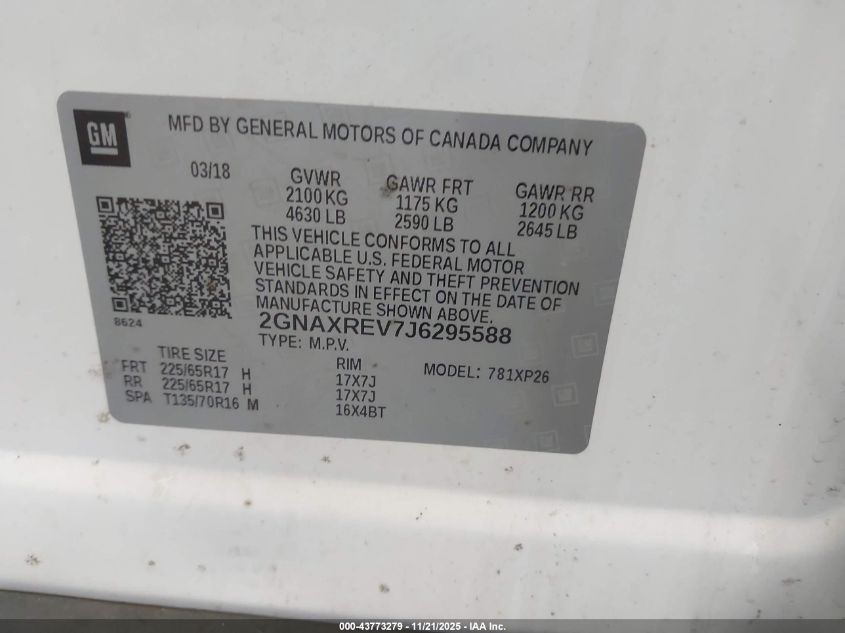 GM
MFD BY GENERAL MOTORS OF CANADA COMPANY
03/18
GVWR
2100 KG
4630 LB
GAWR FRT
1175 KG
2590 LB
GAWR RR
1200 KG
2645 LB
THIS VEHICLE CONFORMS TO ALL
APPLICABLE U.S. FEDERAL MOTOR
VEHICLE SAFETY AND THEFT PREVENTION
STANDARDS IN EFFECT ON THE DATE OF
MANUFACTURE SHOWN ABOVE.
8624
2GNAXREV7J6295588
TYPE: M.P.V.
MODEL: 781XP26
TIRE SIZE RIM
FRT 225/65R17 H 17X7J
RR 225/65R17 H 17X7J
SPA T135/70R16 M 16X4BT
000-43773279 - 11/21/2025 - IAA Inc.